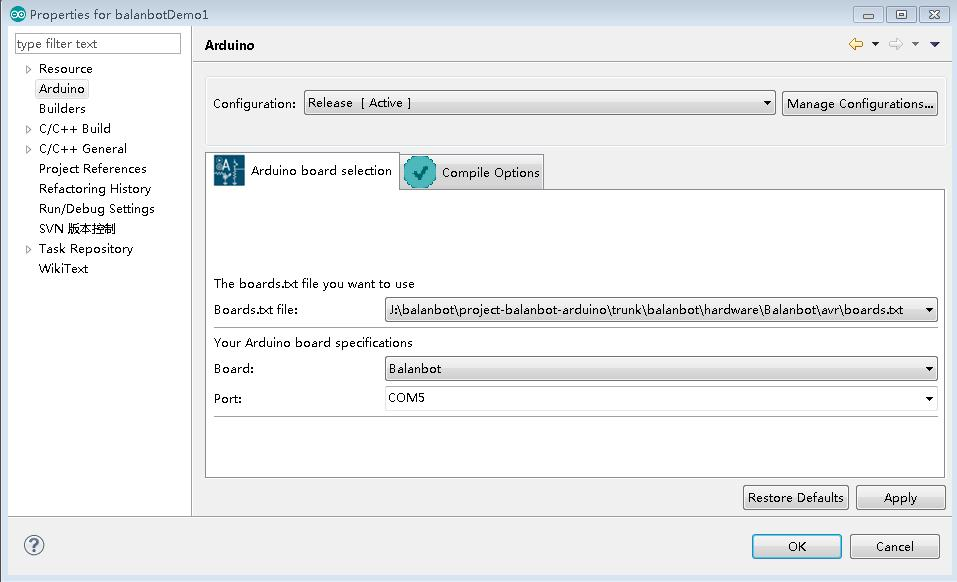 Properties for balanbotDemo1
type filter text
Resource
Arduino
Builders
C/C++ Build
C/C++ General
Project References
Refactoring History
Run/Debug Settings
SVN 版本控制
Task Repository
WikiText
Arduino
Configuration: Release [ Active ] Manage Configurations...
Arduino board selection Compile Options
The boards.txt file you want to use
Boards.txt file: J:\balanbot\project-balanbot-arduino\trunk\balanbot\hardware\Balanbot\avr\boards.txt
Your Arduino board specifications
Board: Balanbot
Port: COM5
Restore Defaults Apply
OK Cancel